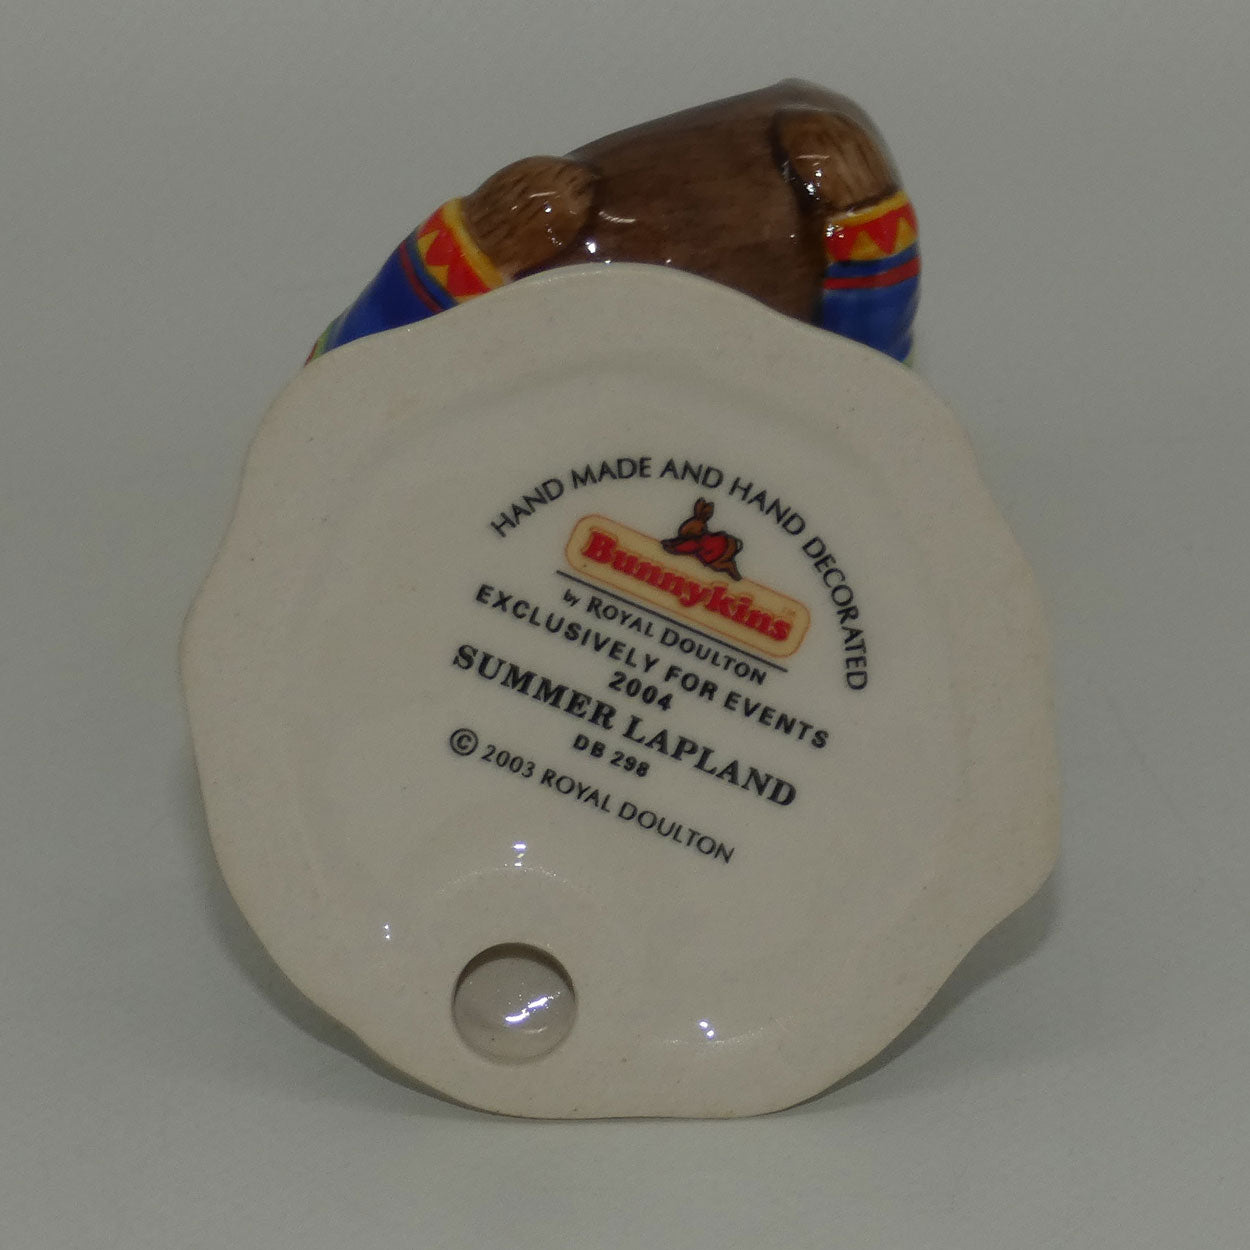 HAND MADE AND HAND DECORATED
Bunnykins™
by ROYAL DOULTON
EXCLUSIVELY FOR EVENTS
2004
SUMMER LAPLAND
DB 298
© 2003 ROYAL DOULTON